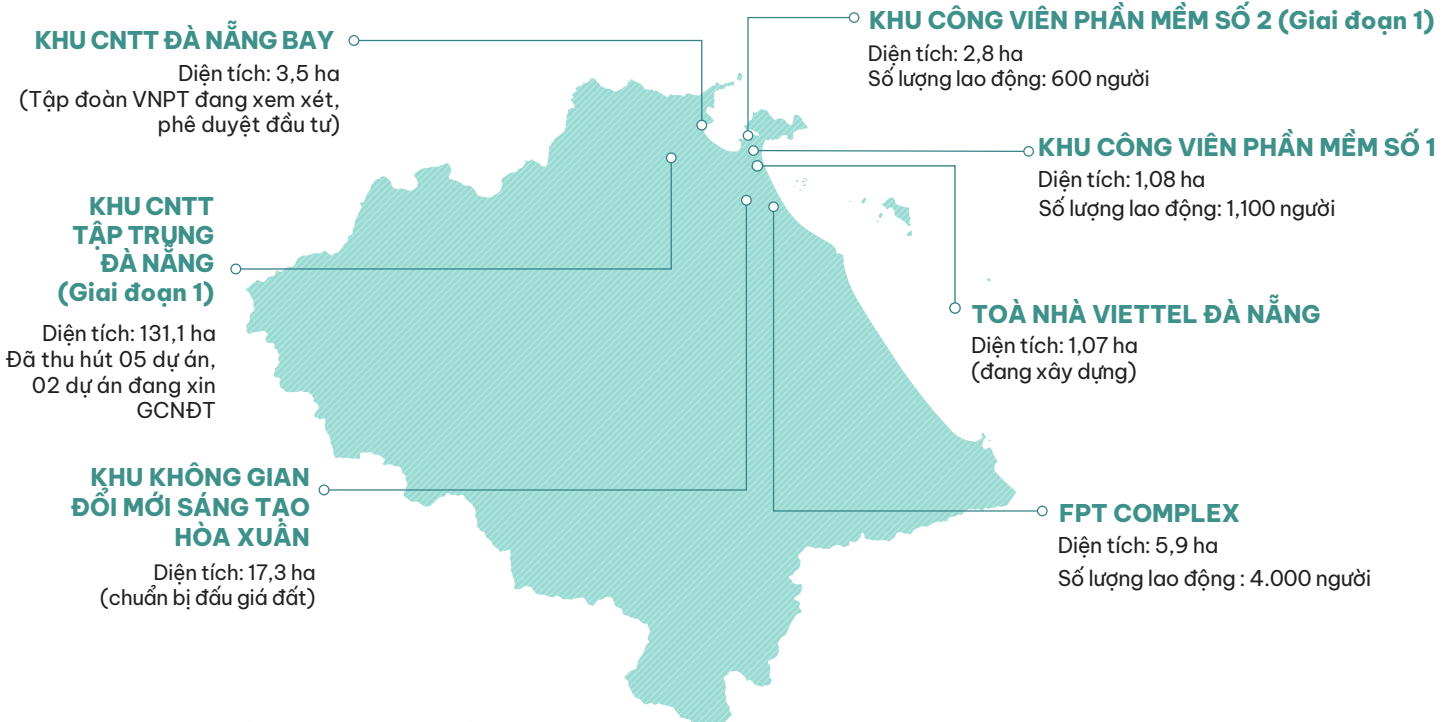 KHU CNTT ĐÀ NẴNG BAY
Diện tích: 3,5 ha
(Tập đoàn VNPT đang xem xét,
phê duyệt đầu tư)
KHU CÔNG VIÊN PHẦN MỀM SỐ 2 (Giai đoạn 1)
Diện tích: 2,8 ha
Số lượng lao động: 600 người
KHU CÔNG VIÊN PHẦN MỀM SỐ 1
Diện tích: 1,08 ha
Số lượng lao động: 1,100 người
KHU CNTT
TẬP TRUNG
ĐÀ NẴNG
(Giai đoạn 1)
Diện tích: 131,1 ha
Đã thu hút 05 dự án,
02 dự án đang xin
GCNĐT
TOÀ NHÀ VIETTEL ĐÀ NẴNG
Diện tích: 1,07 ha
(đang xây dựng)
KHU KHÔNG GIAN
ĐỔI MỚI SÁNG TẠO
HÒA XUÂN
Diện tích: 17,3 ha
(chuẩn bị đấu giá đất)
FPT COMPLEX
Diện tích: 5,9 ha
Số lượng lao động : 4.000 người